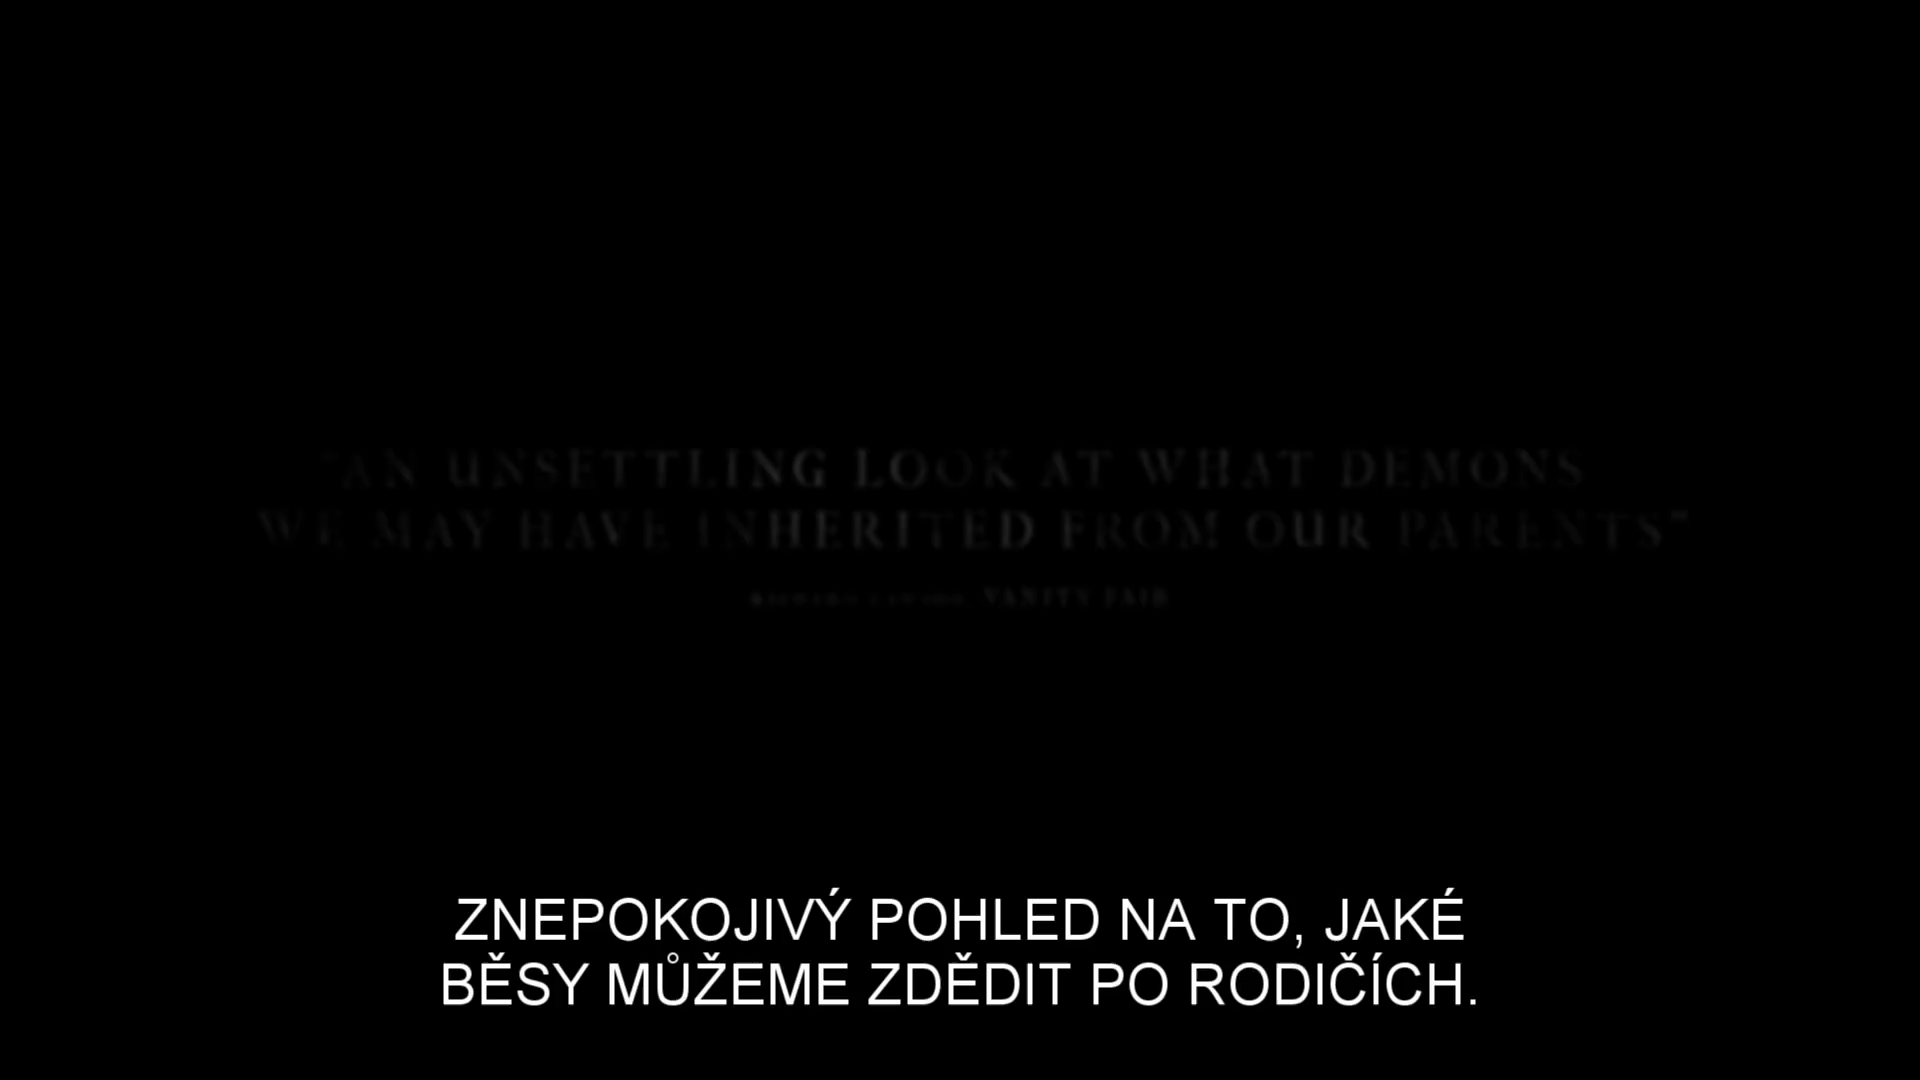 "AN UNSETTLING LOOK AT WHAT DEMONS
WE MAY HAVE INHERITED FROM OUR PARENTS"
VANITY FAIR
ZNEPOKOJIVÝ POHLED NA TO, JAKÉ
BĚSY MŮŽEME ZDĚDIT PO RODIČÍCH.